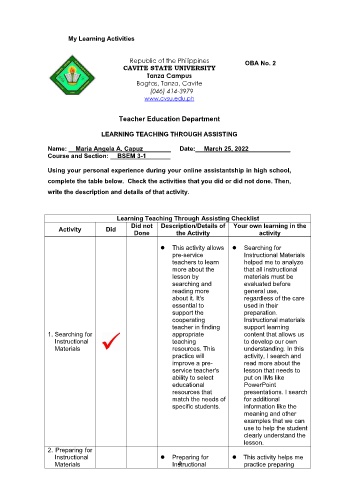 My Learning Activities
Republic of the Philippines
CAVITE STATE UNIVERSITY
Tanza Campus
Bagtas, Tanza, Cavite
(046) 414-3979
www.cvsu.edu.ph
OBA No. 2
Teacher Education Department
LEARNING TEACHING THROUGH ASSISTING
Name: Maria Angela A. Capuz Date: March 25, 2022
Course and Section: BSEM 3-1
Using your personal experience during your online assistantship in high school,
complete the table below. Check the activities that you did or did not done. Then,
write the description and details of that activity.
Learning Teaching Through Assisting Checklist
Activity
Did
Did not
Done
Description/Details of
the Activity
Your own learning in the
activity
1. Searching for
Instructional
Materials
● This activity allows
pre-service
teachers to learn
more about the
lesson by
searching and
reading more
about it. It's
essential to
support the
cooperating
teacher in finding
appropriate
teaching
resources. This
practice will
improve a pre-
service teacher's
ability to select
educational
resources that
match the needs of
specific students.
● Searching for
Instructional Materials
helped me to analyze
that all instructional
materials must be
evaluated before
general use,
regardless of the care
used in their
preparation.
Instructional materials
support learning
content that allows us
to develop our own
understanding. In this
activity, I search and
read more about the
lesson that needs to
put on IMs like
PowerPoint
presentations. I search
for additional
information like the
meaning and other
examples that we can
use to help the student
clearly understand the
lesson.
2. Preparing for
Instructional
Materials
● Preparing for
Instructional
● This activity helps me
practice preparing